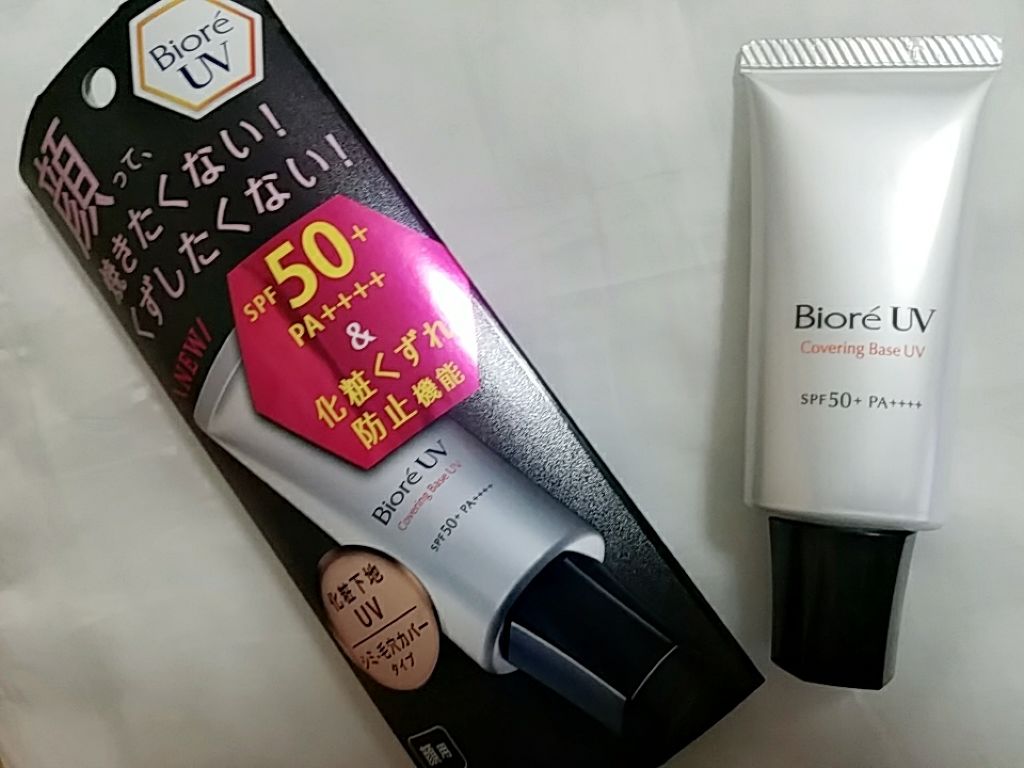 Bioré
UV
顔って、
焼きたくない！
くずしたくない！
NEW!
SPF50+
PA++++
&
化粧くずれ
防止機能
Bioré UV
Covering Base UV
SPF50+ PA++++
化粧下地
UV
シミ・毛穴カバー
タイプ
Bioré UV
Covering Base UV
SPF50+ PA++++